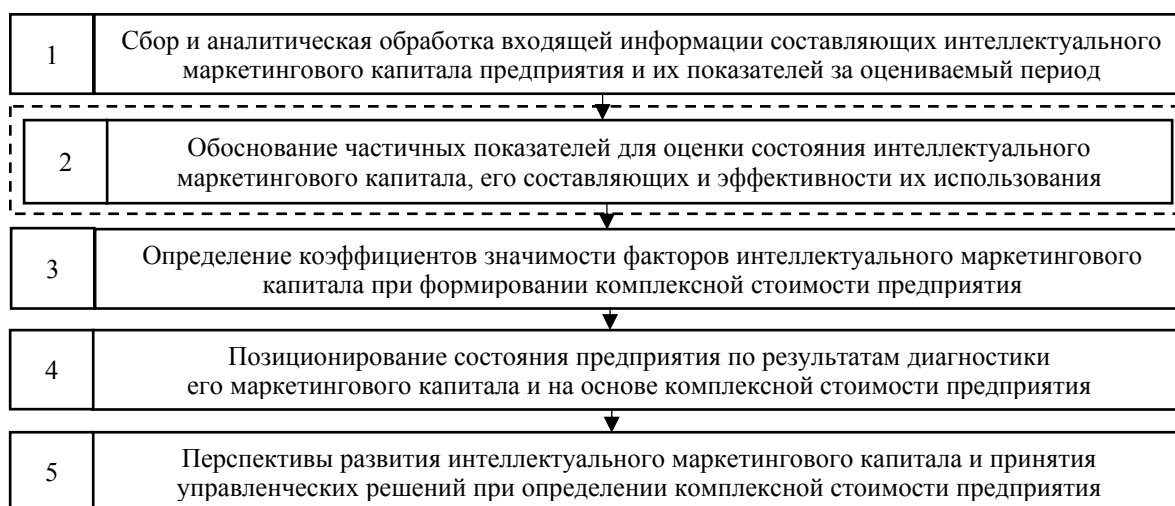 1
Сбор и аналитическая обработка входящей информации составляющих интеллектуального
маркетингового капитала предприятия и их показателей за оцениваемый период
2
Обоснование частичных показателей для оценки состояния интеллектуального
маркетингового капитала, его составляющих и эффективности их использования
3
Определение коэффициентов значимости факторов интеллектуального маркетингового
капитала при формировании комплексной стоимости предприятия
4
Позиционирование состояния предприятия по результатам диагностики
его маркетингового капитала и на основе комплексной стоимости предприятия
5
Перспективы развития интеллектуального маркетингового капитала и принятия
управленческих решений при определении комплексной стоимости предприятия